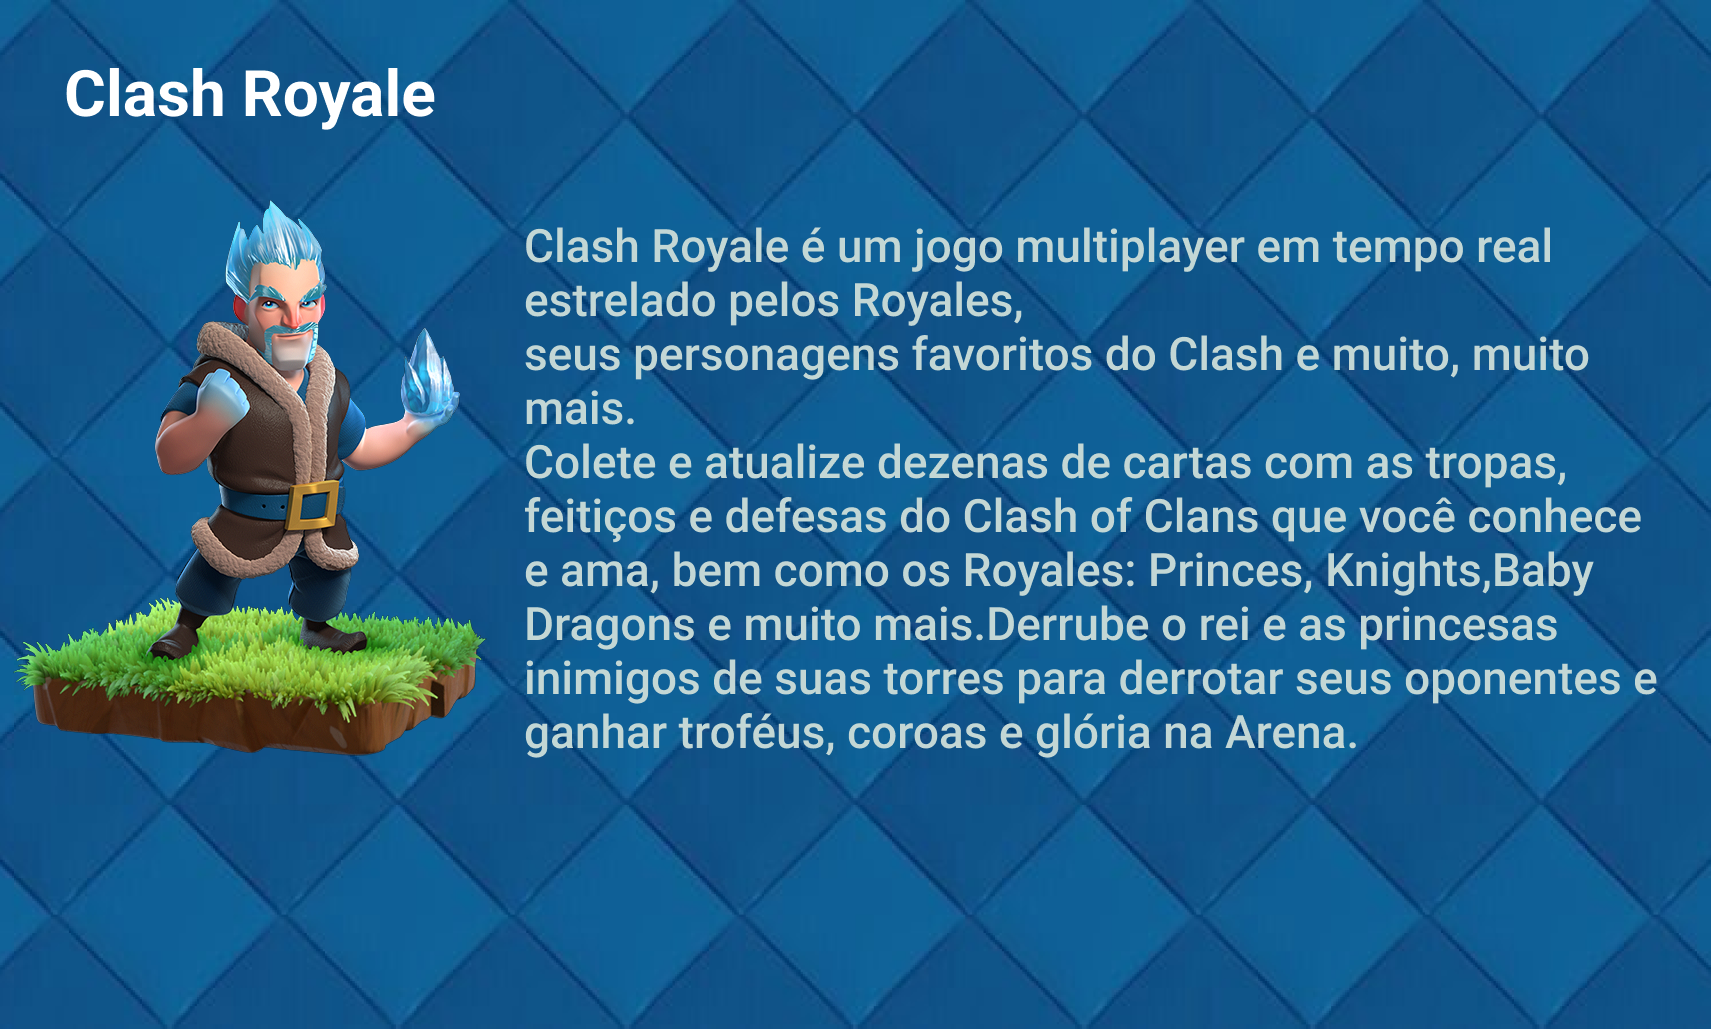 Clash Royale
Clash Royale é um jogo multiplayer em tempo real
estrelado pelos Royales,
seus personagens favoritos do Clash e muito, muito
mais.
Colete e atualize dezenas de cartas com as tropas,
feitiços e defesas do Clash of Clans que você conhece
e ama, bem como os Royales: Princes, Knights,Baby
Dragons e muito mais.Derrube o rei e as princesas
inimigos de suas torres para derrotar seus oponentes e
ganhar troféus, coroas e glória na Arena.